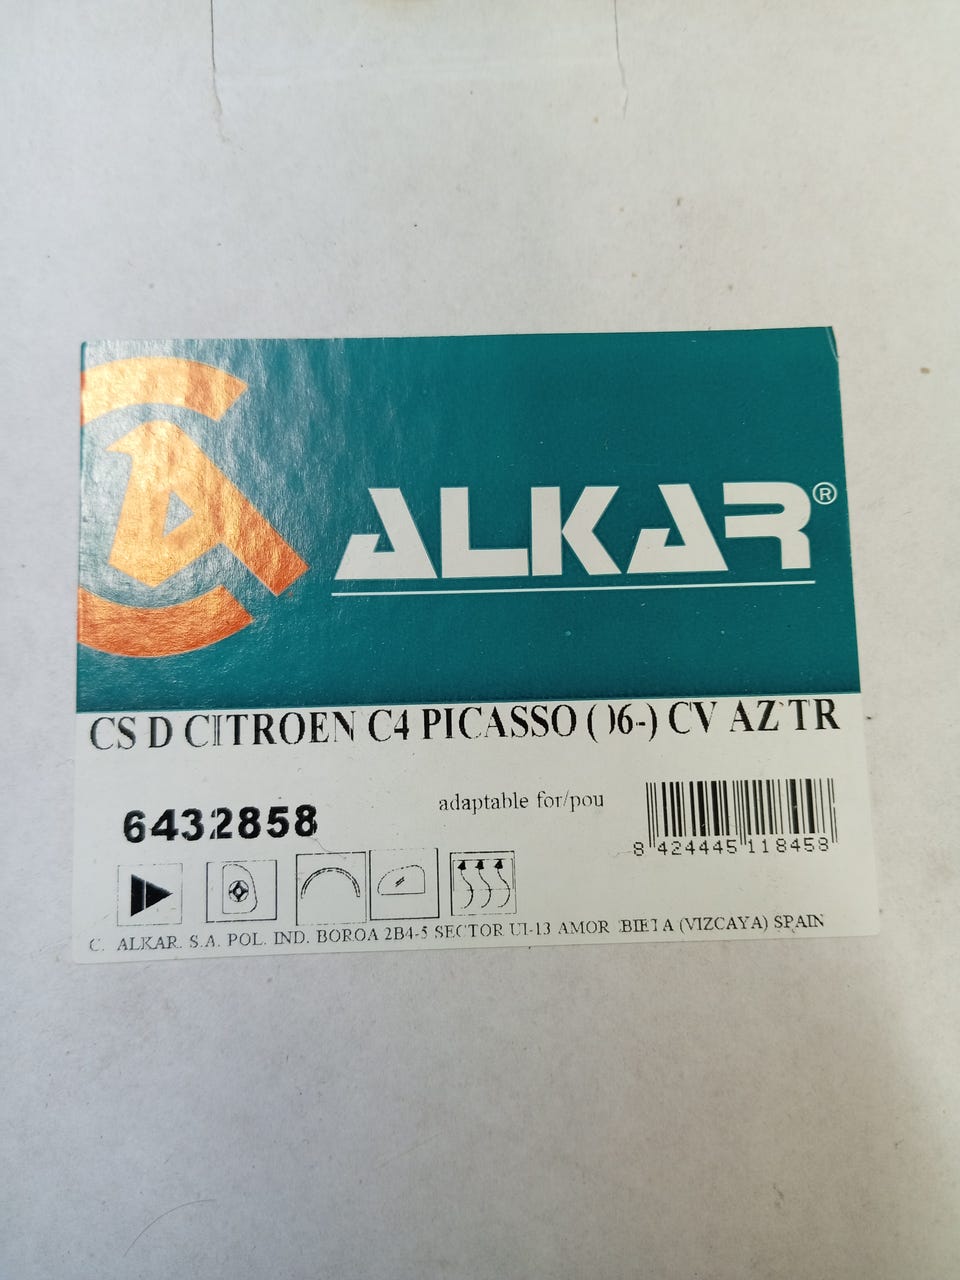 ALKAR®
CS D CITROEN C4 PICASSO (06-) CV AZ TR
adaptable for/pou
6432858
8 424445 118458
C. ALKAR. S.A. POL. IND. BOROA 2B4-5 SECTOR UI-13 AMOREBIETA (VIZCAYA) SPAIN